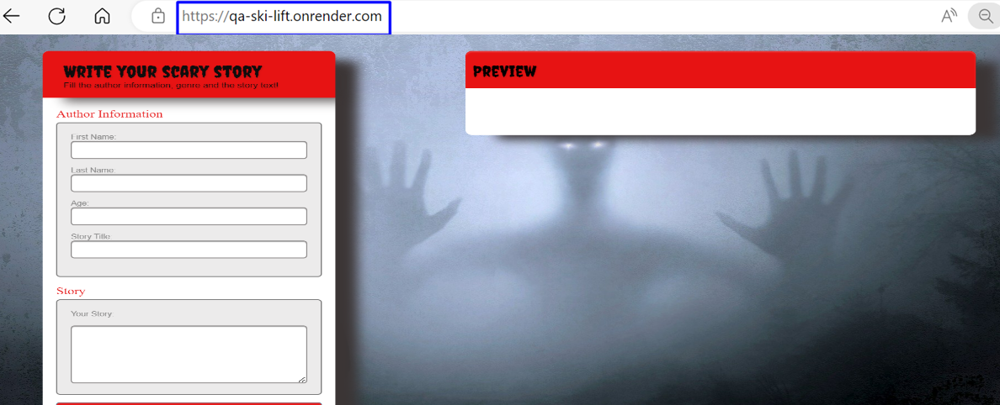 https://qa-ski-lift.onrender.com
WRITE YOUR SCARY STORY
Fill the author information, genre and the story text!
PREVIEW
Author Information
First Name:
Last Name:
Age:
Story Title
Story
Your Story: